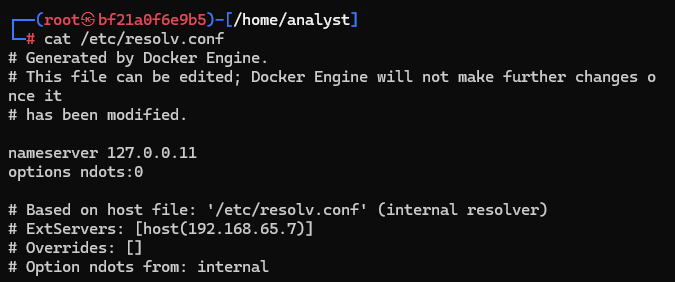 ┌──(root㉿bf21a0f6e9b5)-[/home/analyst]
└─# cat /etc/resolv.conf
# Generated by Docker Engine.
# This file can be edited; Docker Engine will not make further changes o
nce it
# has been modified.

nameserver 127.0.0.11
options ndots:0

# Based on host file: '/etc/resolv.conf' (internal resolver)
# ExtServers: [host(192.168.65.7)]
# Overrides: []
# Option ndots from: internal